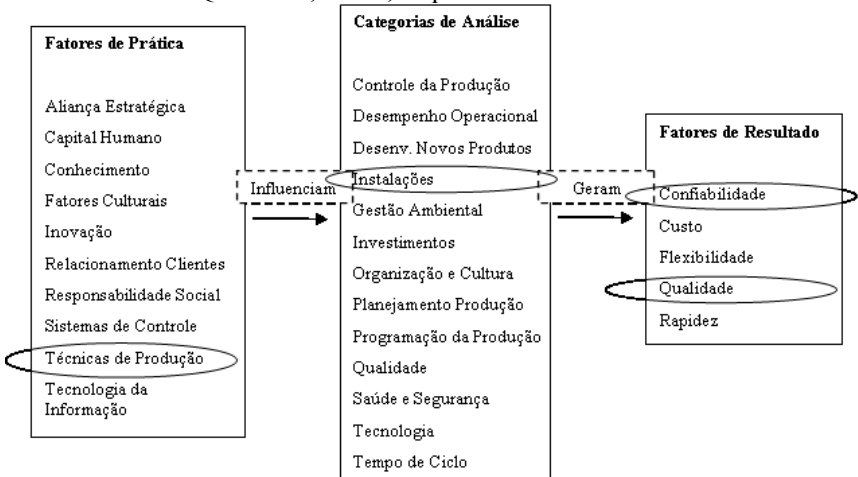 Fatores de Prática
Aliança Estratégica
Capital Humano
Conhecimento
Fatores Culturais
Inovação
Relacionamento Clientes
Responsabilidade Social
Sistemas de Controle
Técnicas de Produção
Tecnologia da
Informação
Influenciam
Categorias de Análise
Controle da Produção
Desempenho Operacional
Desenv. Novos Produtos
Instalações
Gestão Ambiental
Investimentos
Organização e Cultura
Planejamento Produção
Programação da Produção
Qualidade
Saúde e Segurança
Tecnologia
Tempo de Ciclo
Geram
Fatores de Resultado
Confiabilidade
Custo
Flexibilidade
Qualidade
Rapidez